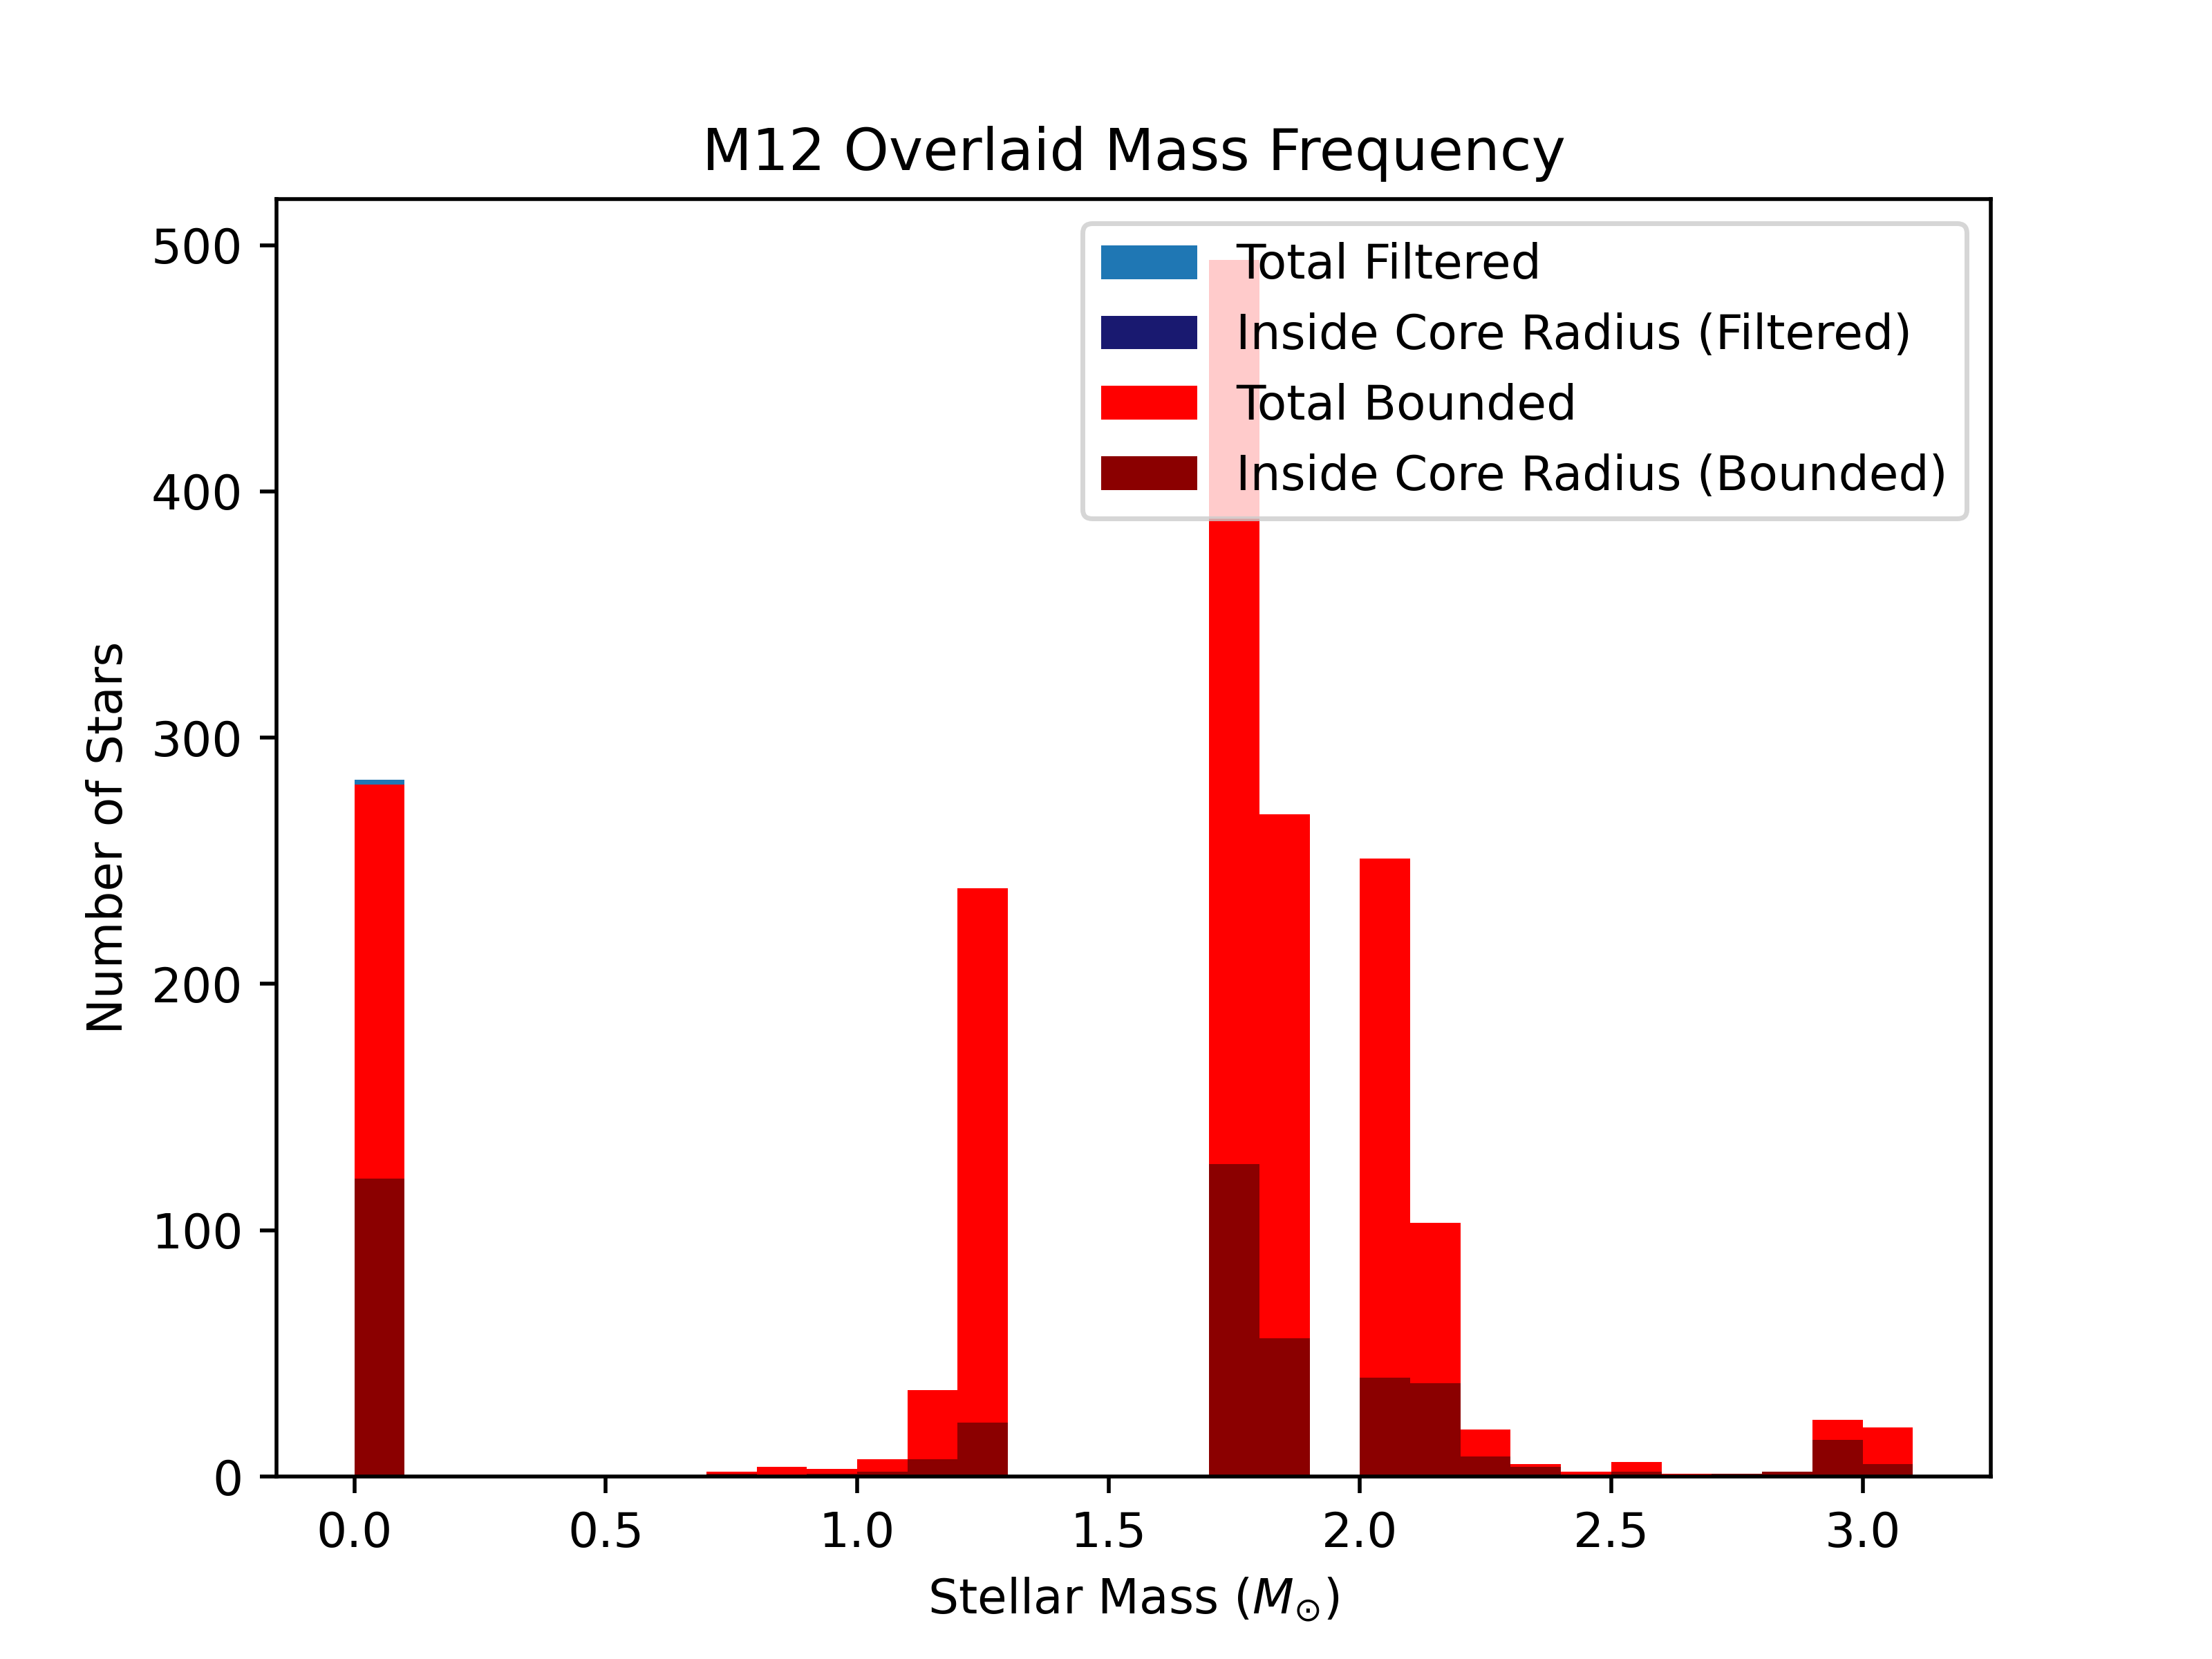 M12 Overlaid Mass Frequency
Total Filtered
Inside Core Radius (Filtered)
Total Bounded
Inside Core Radius (Bounded)
Number of Stars
500
400
300
200
100
0
0.0 0.5 1.0 1.5 2.0 2.5 3.0
Stellar Mass (M☉)